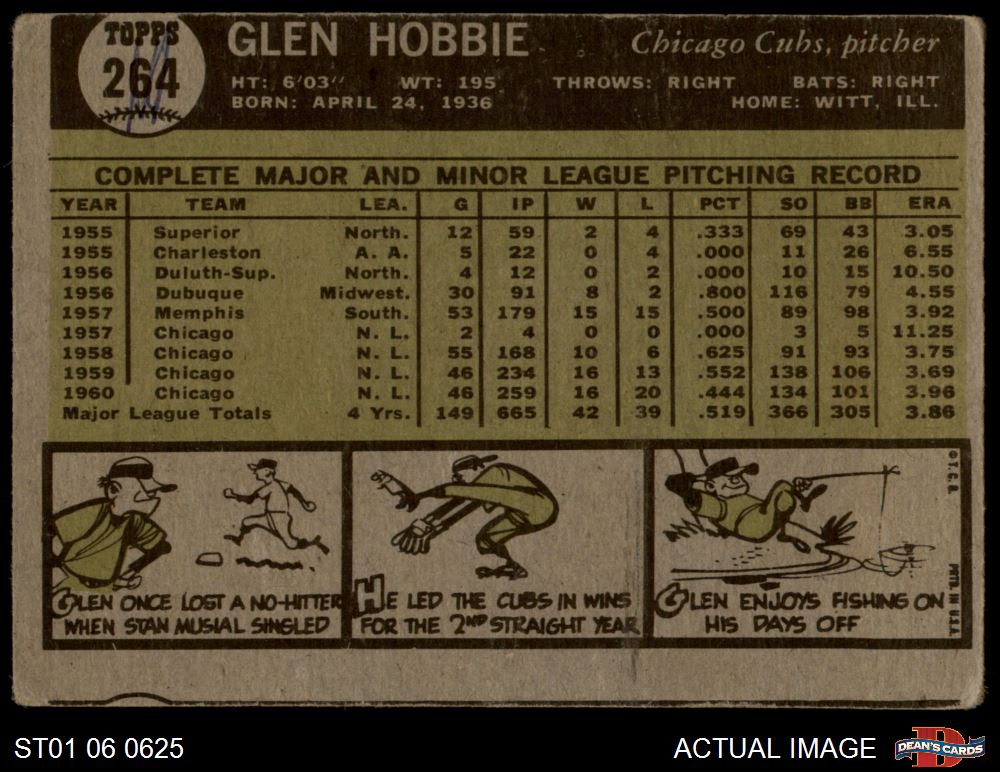 TOPPS
264
GLEN HOBBIE Chicago Cubs, pitcher
HT: 6'03" WT: 195 THROWS: RIGHT BATS: RIGHT
BORN: APRIL 24, 1936 HOME: WITT, ILL.
COMPLETE MAJOR AND MINOR LEAGUE PITCHING RECORD
YEAR TEAM LEA. G IP W L PCT SO BB ERA
1955 Superior North. 12 59 2 4 .333 69 43 3.05
1955 Charleston A. A. 5 22 0 4 .000 11 26 6.55
1956 Duluth-Sup. North. 4 12 0 2 .000 10 15 10.50
1956 Dubuque Midwest. 30 91 8 2 .800 116 79 4.55
1957 Memphis South. 53 179 15 15 .500 89 98 3.92
1957 Chicago N. L. 2 4 0 0 .000 3 5 11.25
1958 Chicago N. L. 55 168 10 6 .625 91 93 3.75
1959 Chicago N. L. 46 234 16 13 .552 138 106 3.69
1960 Chicago N. L. 46 259 16 20 .444 134 101 3.96
Major League Totals 4 Yrs. 149 665 42 39 .519 366 305 3.86
GLEN ONCE LOST A NO-HITTER
WHEN STAN MUSIAL SINGLED
HE LED THE CUBS IN WINS
FOR THE 2ND STRAIGHT YEAR
GLEN ENJOYS FISHING ON
HIS DAYS OFF
© T. C. G. PRTD. IN U.S.A.
ST01 06 0625 ACTUAL IMAGE DEAN'S CARDS